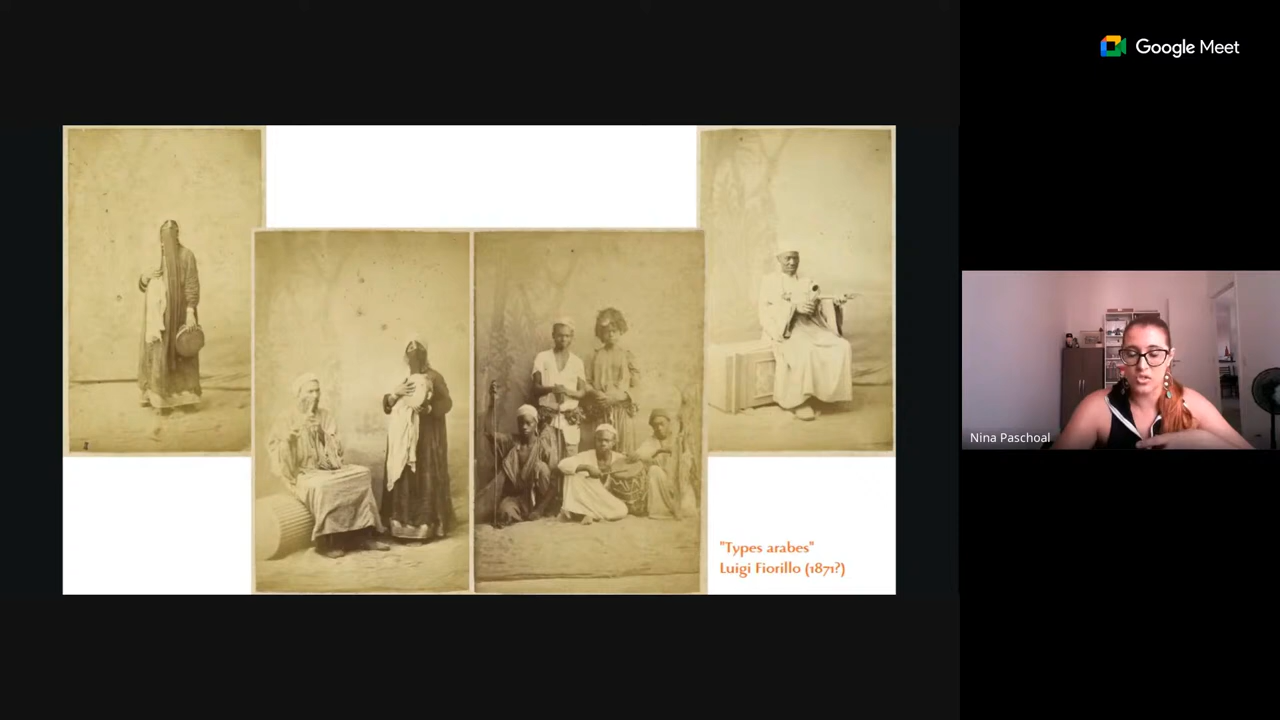 Google Meet
"Types arabes"
Luigi Fiorillo (1871?)
Nina Paschoal